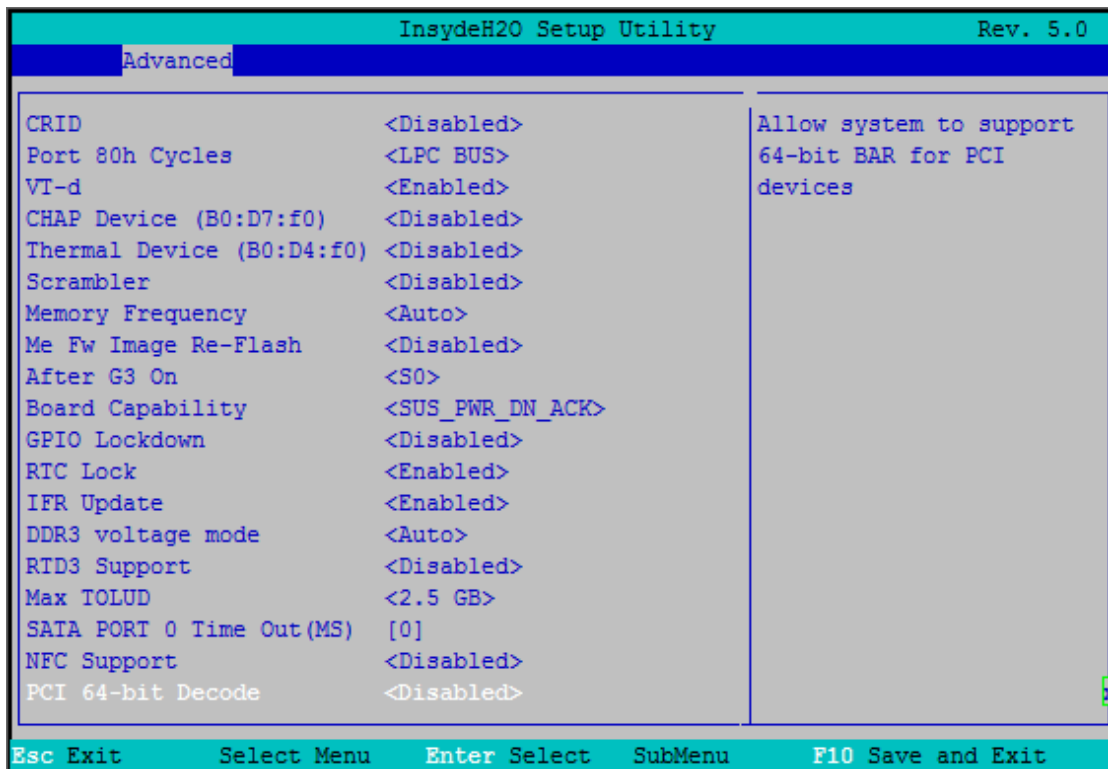 InsydeH2O Setup Utility Rev. 5.0
Advanced
CRID <Disabled>
Port 80h Cycles <LPC BUS>
VT-d <Enabled>
CHAP Device (B0:D7:f0) <Disabled>
Thermal Device (B0:D4:f0) <Disabled>
Scrambler <Disabled>
Memory Frequency <Auto>
Me Fw Image Re-Flash <Disabled>
After G3 On <S0>
Board Capability <SUS_PWR_DN_ACK>
GPIO Lockdown <Disabled>
RTC Lock <Enabled>
IFR Update <Enabled>
DDR3 voltage mode <Auto>
RTD3 Support <Disabled>
Max TOLUD <2.5 GB>
SATA PORT 0 Time Out(MS) [0]
NFC Support <Disabled>
PCI 64-bit Decode <Disabled>
Allow system to support
64-bit BAR for PCI
devices
Esc Exit Select Menu Enter Select SubMenu F10 Save and Exit